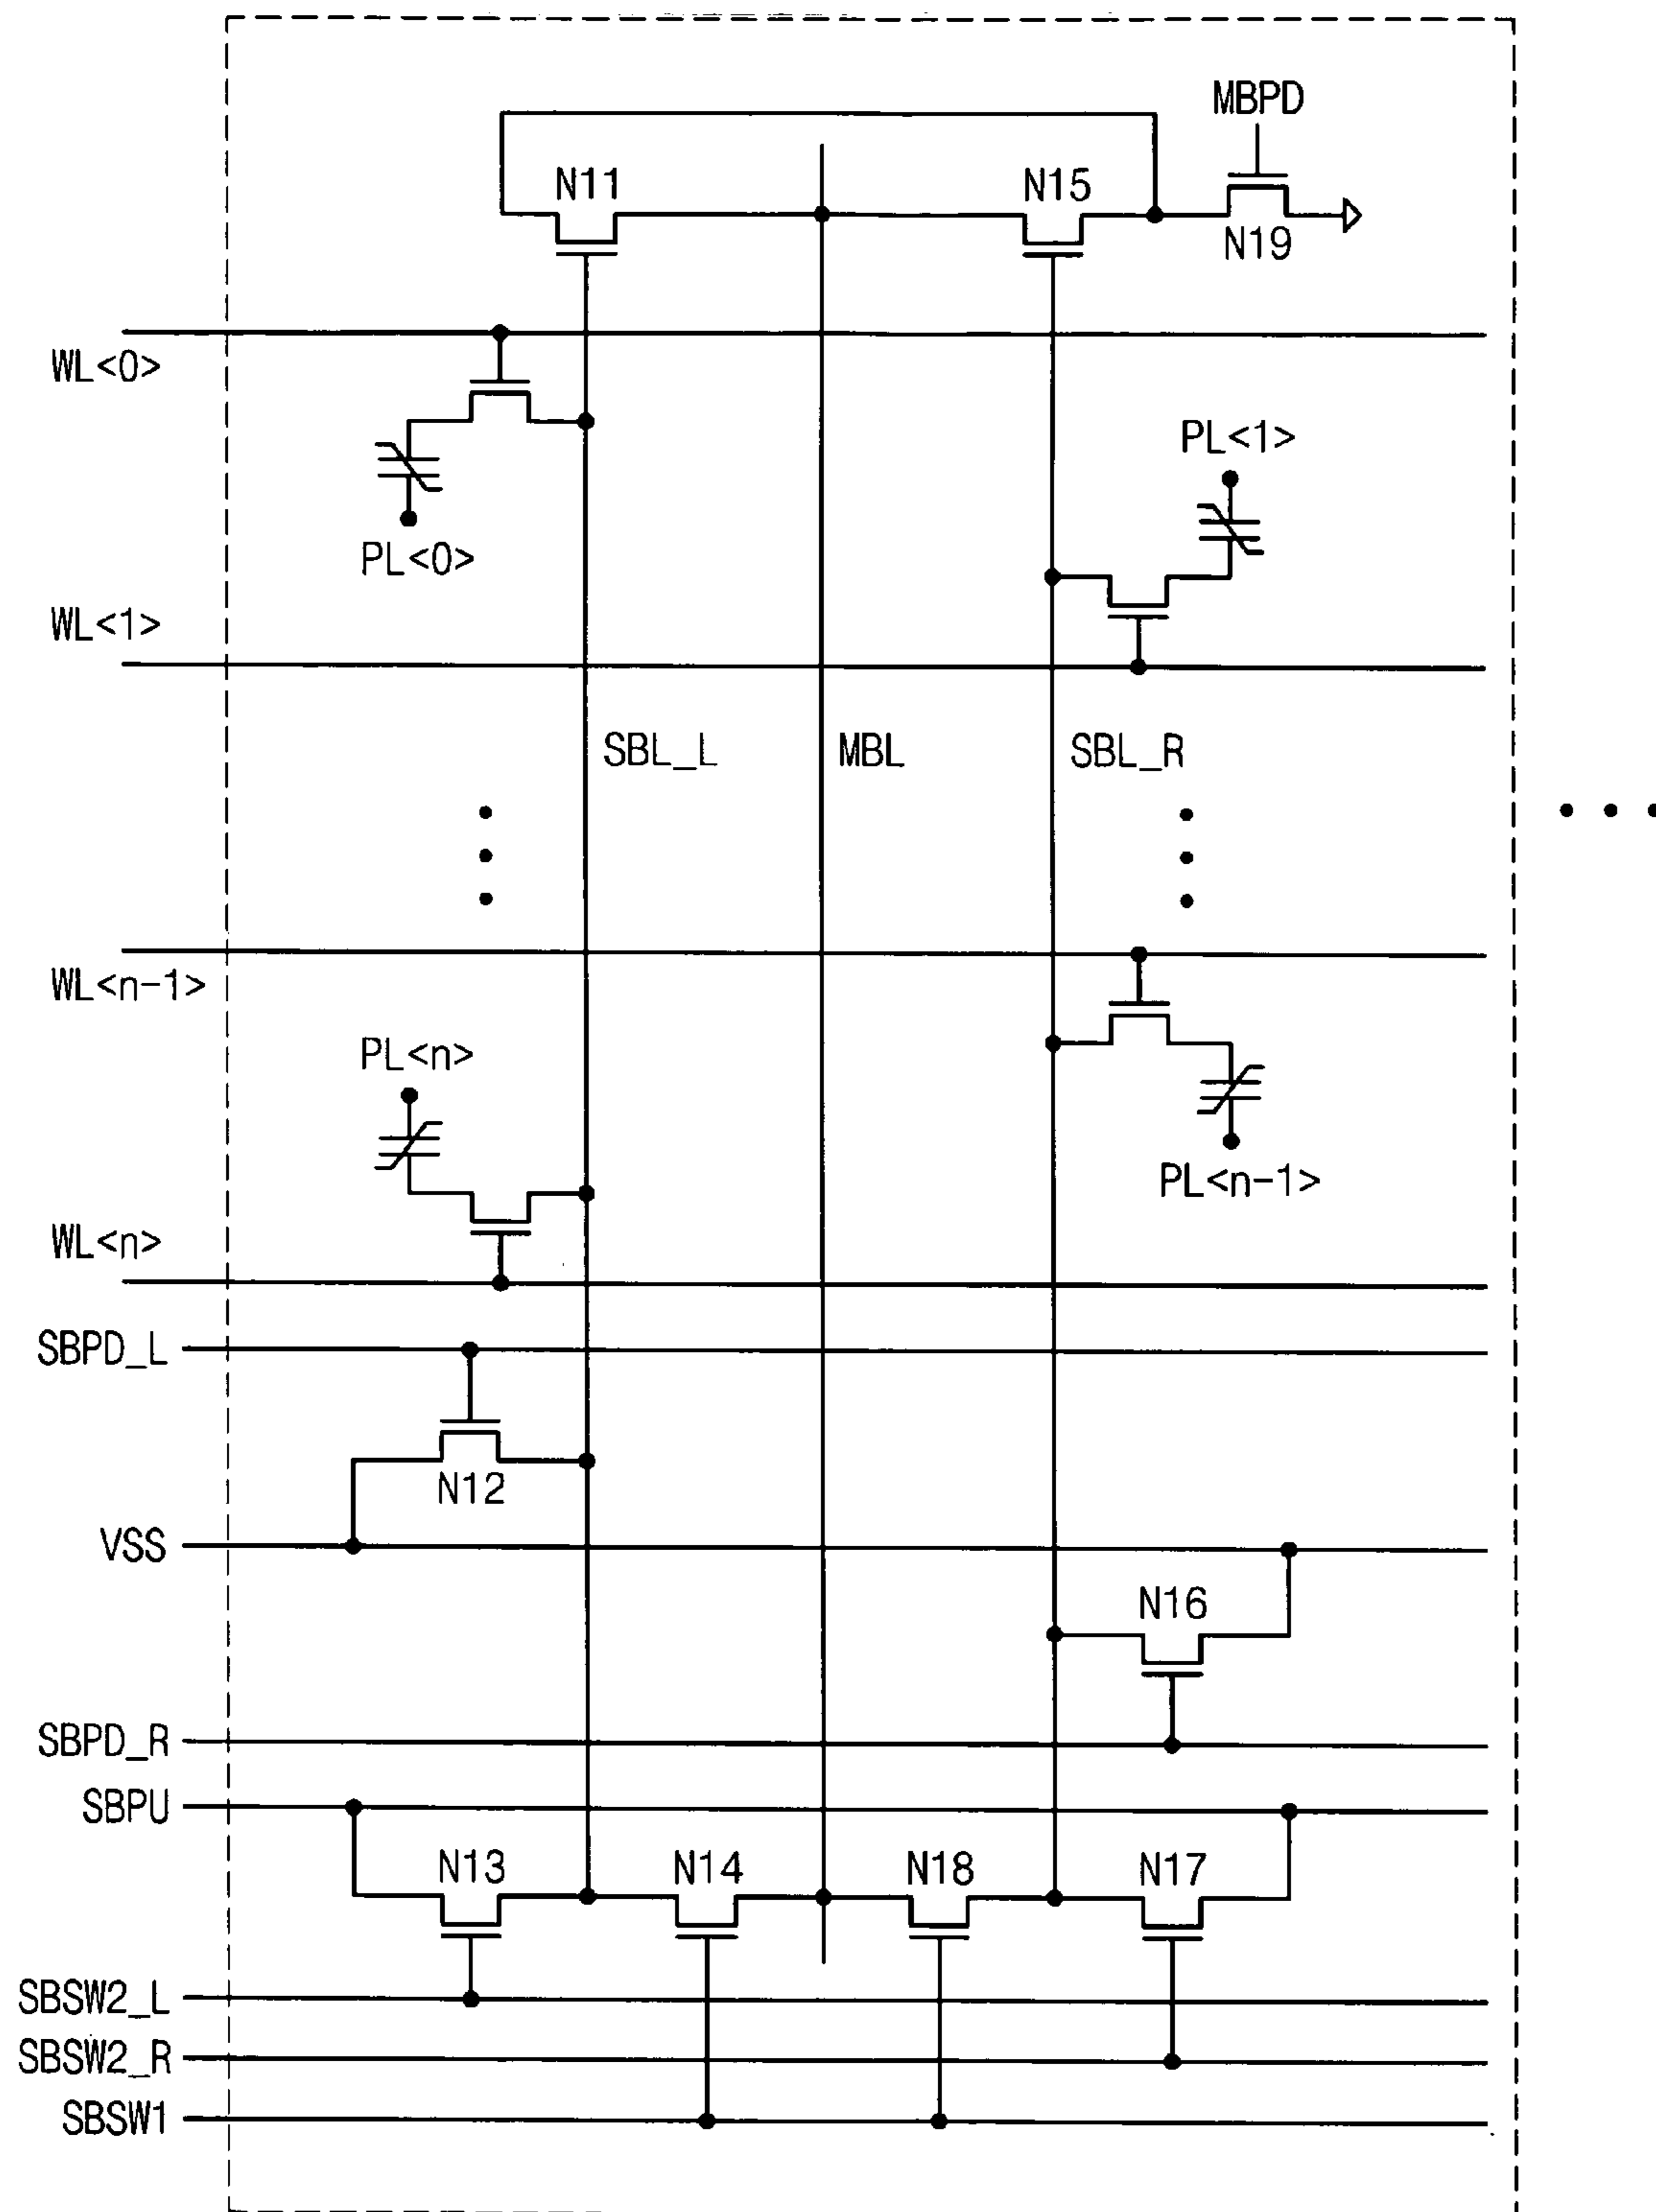 MBPD
N11
N15
N19
WL<0>
PL<1>
PL<0>
WL<1>
SBL_L
MBL
SBL_R
WL<n-1>
PL<n>
PL<n-1>
WL<n>
SBPD_L
N12
VSS
N16
SBPD_R
SBPU
N13
N14
N18
N17
SBSW2_L
SBSW2_R
SBSW1